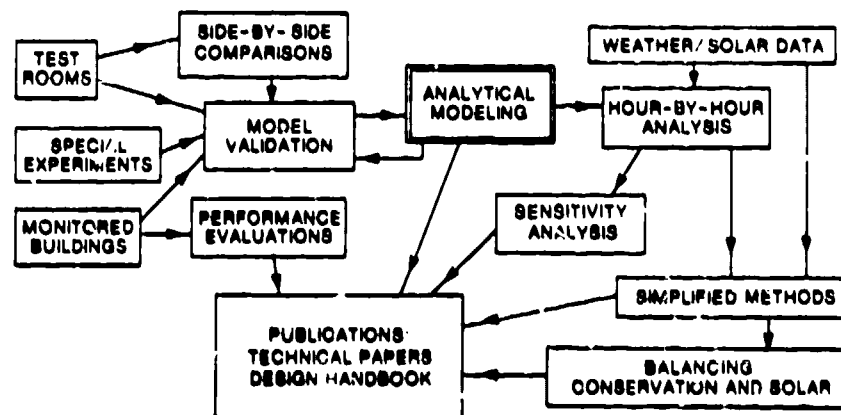 SIDE-BY-SIDE
COMPARISONS
WEATHER/SOLAR DATA
TEST
ROOMS
ANALYTICAL
MODELING
HOUR-BY-HOUR
ANALYSIS
MODEL
VALIDATION
SPECIAL
EXPERIMENTS
MONITORED
BUILDINGS
PERFORMANCE
EVALUATIONS
SENSITIVITY
ANALYSIS
SIMPLIFIED METHODS
PUBLICATIONS
TECHNICAL PAPERS
DESIGN HANDBOOK
BALANCING
CONSERVATION AND SOLAR